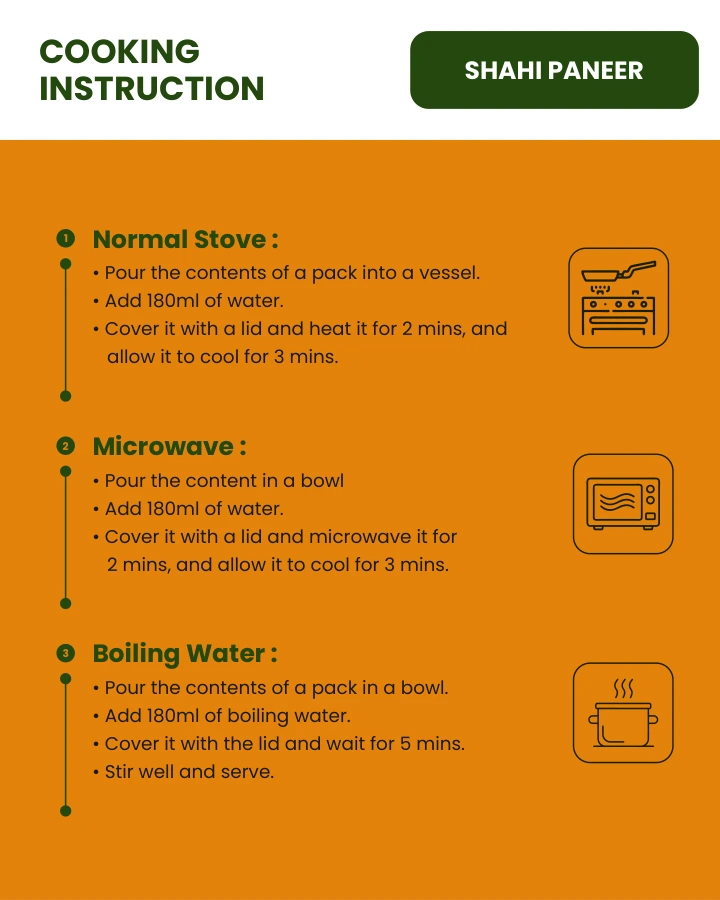 COOKING
INSTRUCTION
SHAHI PANEER
1 Normal Stove :
• Pour the contents of a pack into a vessel.
• Add 180ml of water.
• Cover it with a lid and heat it for 2 mins, and
allow it to cool for 3 mins.
2 Microwave :
• Pour the content in a bowl
• Add 180ml of water.
• Cover it with a lid and microwave it for
2 mins, and allow it to cool for 3 mins.
3 Boiling Water :
• Pour the contents of a pack in a bowl.
• Add 180ml of boiling water.
• Cover it with the lid and wait for 5 mins.
• Stir well and serve.